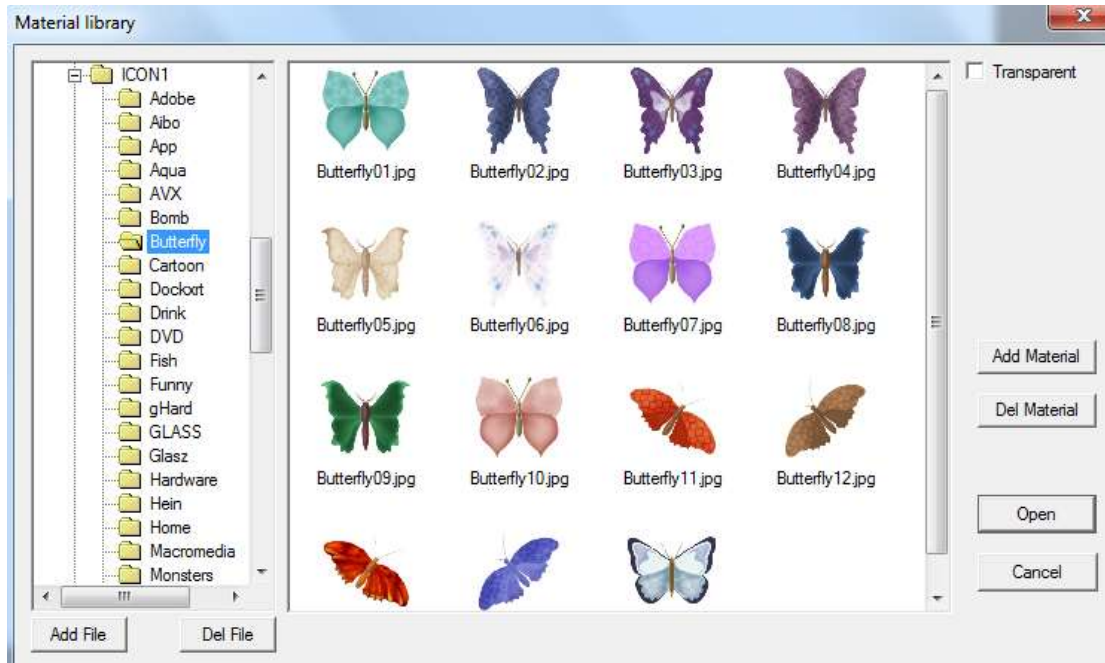 Material library
ICON1
Adobe
Aibo
App
Aqua
AVX
Bomb
Butterfly
Cartoon
Dockxrt
Drink
DVD
Fish
Funny
gHard
GLASS
Glasz
Hardware
Hein
Home
Macromedia
Monsters
Add File Del File
Butterfly01.jpg Butterfly02.jpg Butterfly03.jpg Butterfly04.jpg
Butterfly05.jpg Butterfly06.jpg Butterfly07.jpg Butterfly08.jpg
Butterfly09.jpg Butterfly10.jpg Butterfly11.jpg Butterfly12.jpg
Transparent
Add Material
Del Material
Open
Cancel